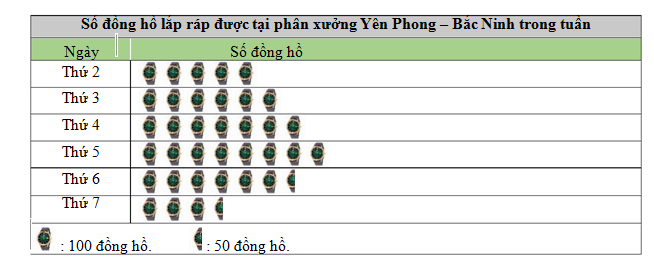 Số đồng hồ lắp ráp được tại phân xưởng Yên Phong – Bắc Ninh trong tuần
Ngày Số đồng hồ
Thứ 2
Thứ 3
Thứ 4
Thứ 5
Thứ 6
Thứ 7
: 100 đồng hồ. : 50 đồng hồ.